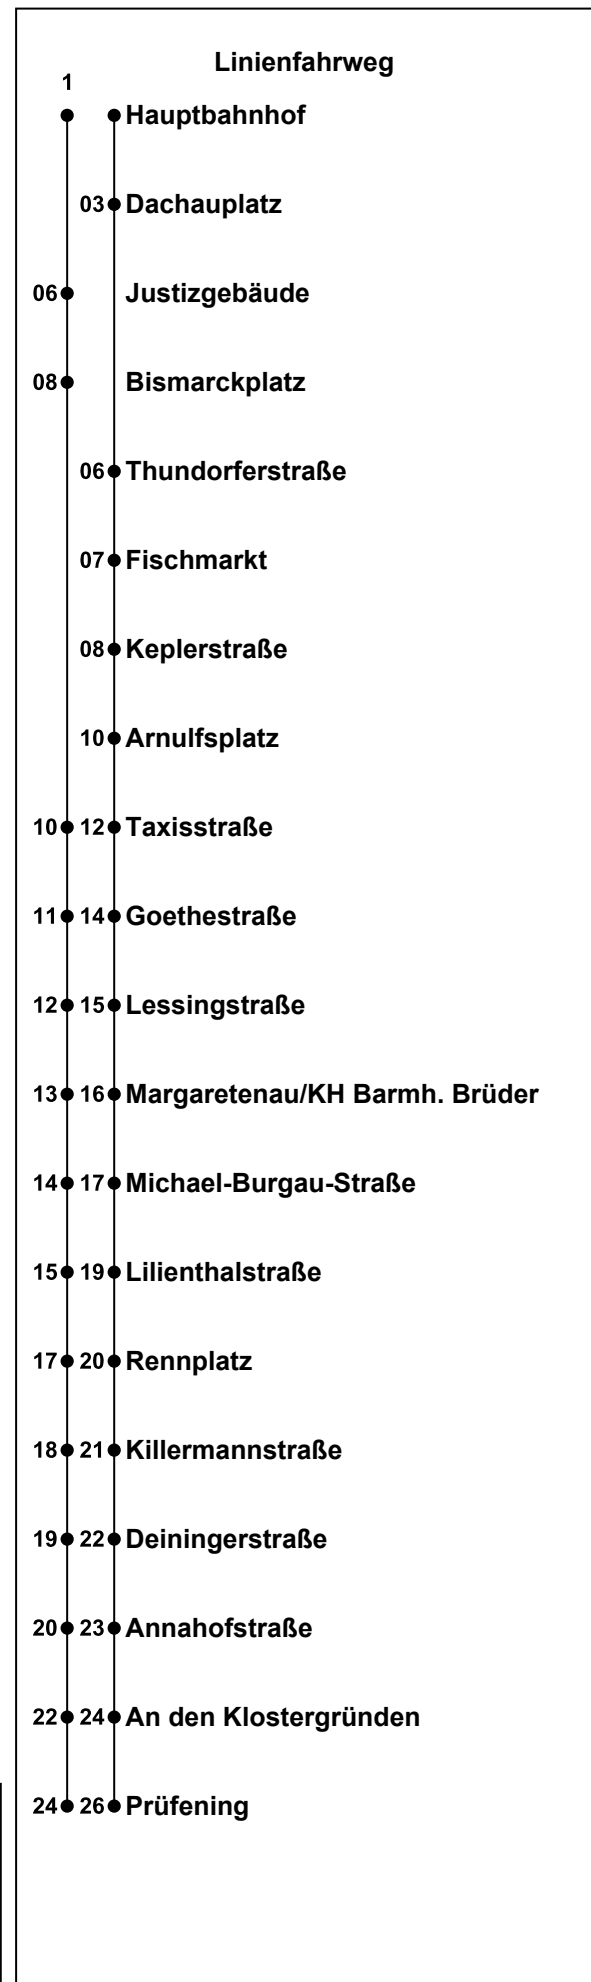 Linienfahrweg
1
Hauptbahnhof
03 Dachauplatz
06 Justizgebäude
08 Bismarckplatz
06 Thundorferstraße
07 Fischmarkt
08 Keplerstraße
10 Arnulfsplatz
10 12 Taxisstraße
11 14 Goethestraße
12 15 Lessingstraße
13 16 Margaretenau/KH Barmh. Brüder
14 17 Michael-Burgau-Straße
15 19 Lilienthalstraße
17 20 Rennplatz
18 21 Killermannstraße
19 22 Deiningerstraße
20 23 Annahofstraße
22 24 An den Klostergründen
24 26 Prüfening